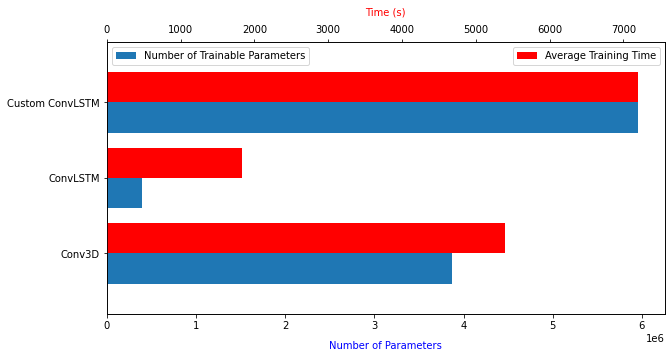 Time (s)
0 1000 2000 3000 4000 5000 6000 7000
Number of Trainable Parameters
Average Training Time
Custom ConvLSTM
ConvLSTM
Conv3D
0 1 2 3 4 5 6
1e6
Number of Parameters